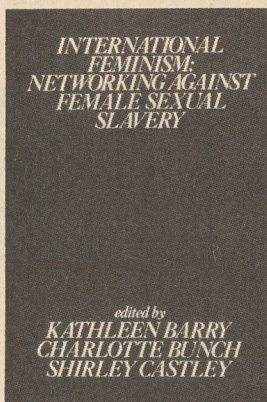 INTERNATIONAL
FEMINISM:
NETWORKING AGAINST
FEMALE SEXUAL
SLAVERY
edited by
KATHLEEN BARRY
CHARLOTTE BUNCH
SHIRLEY CASTLEY